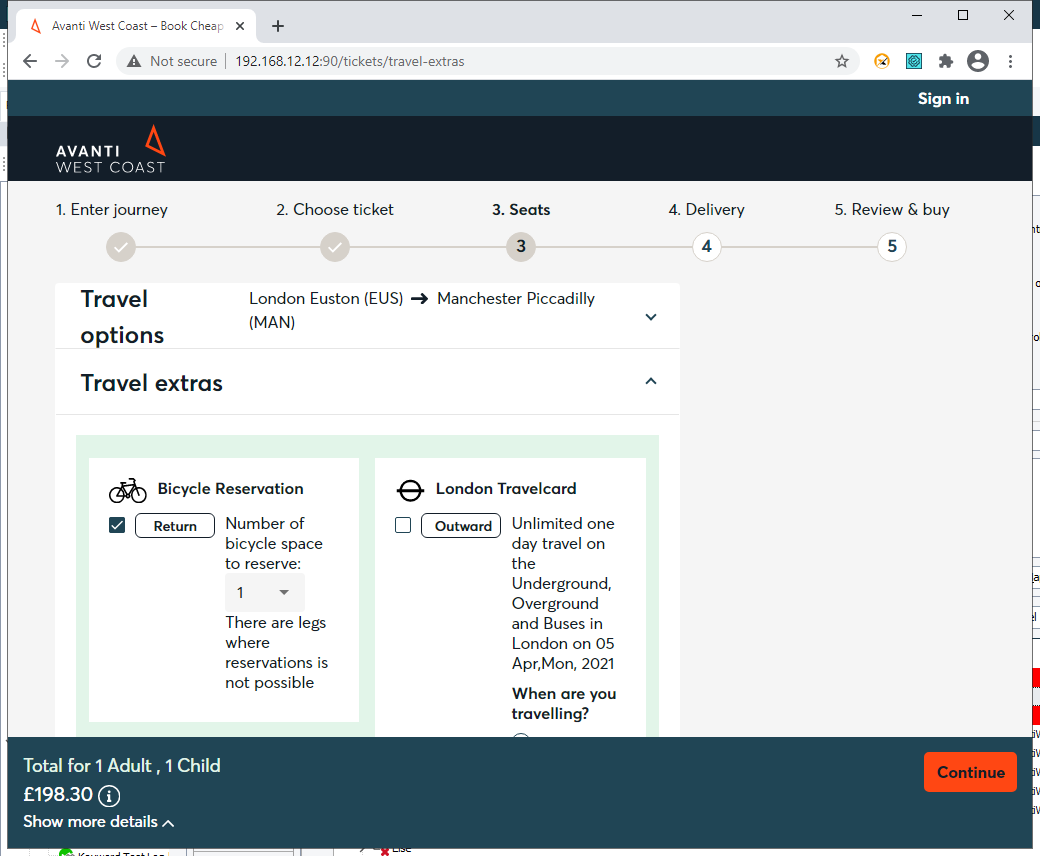 Avanti West Coast – Book Cheap
Not secure
192.168.12.12:90/tickets/travel-extras
Sign in
AVANTI
WEST COAST
1. Enter journey
2. Choose ticket
3. Seats
4. Delivery
5. Review & buy
3
4
5
Travel
options
London Euston (EUS) → Manchester Piccadilly
(MAN)
Travel extras
Bicycle Reservation
Return
Number of
bicycle space
to reserve:
1
There are legs
where
reservations is
not possible
London Travelcard
Outward
Unlimited one
day travel on
the
Underground,
Overground
and Buses in
London on 05
Apr,Mon, 2021
When are you
travelling?
Total for 1 Adult , 1 Child
£198.30
Show more details
Continue